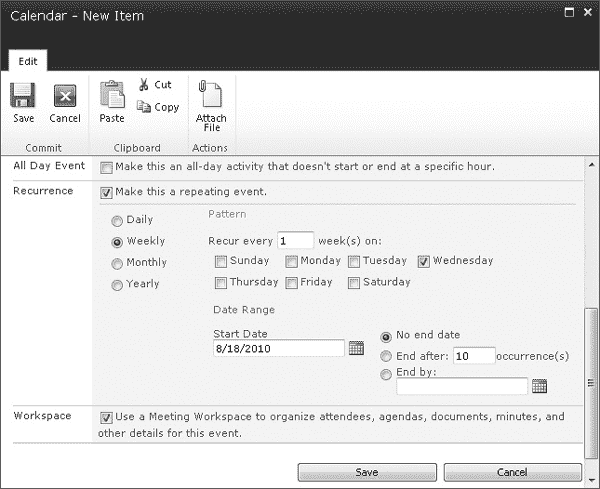 Calendar - New Item
Edit
Save
Cancel
Paste
Cut
Copy
Attach
File
Commit
Clipboard
Actions
All Day Event
Make this an all-day activity that doesn't start or end at a specific hour.
Recurrence
Make this a repeating event.
Daily
Weekly
Monthly
Yearly
Pattern
Recur every 1 week(s) on:
Sunday Monday Tuesday Wednesday
Thursday Friday Saturday
Date Range
Start Date
8/18/2010
No end date
End after: 10 occurrence(s)
End by:
Workspace
Use a Meeting Workspace to organize attendees, agendas, documents, minutes, and
other details for this event.
Save
Cancel